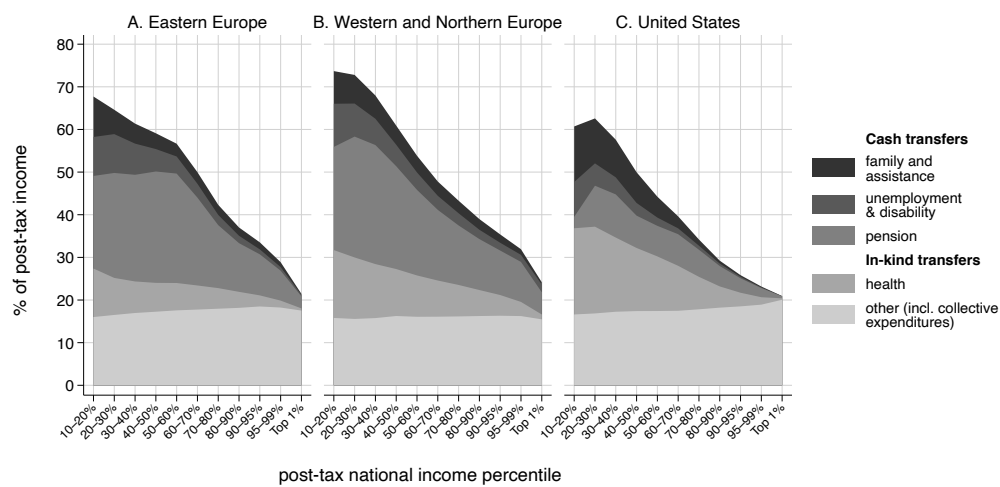 A. Eastern Europe
B. Western and Northern Europe
C. United States
% of post-tax income
80
70
60
50
40
30
20
10
0
10–20%
20–30%
30–40%
40–50%
50–60%
60–70%
70–80%
80–90%
90–95%
95–99%
Top 1%
10–20%
20–30%
30–40%
40–50%
50–60%
60–70%
70–80%
80–90%
90–95%
95–99%
Top 1%
10–20%
20–30%
30–40%
40–50%
50–60%
60–70%
70–80%
80–90%
90–95%
95–99%
Top 1%
post-tax national income percentile
Cash transfers
family and
assistance
unemployment
& disability
pension
In-kind transfers
health
other (incl. collective
expenditures)